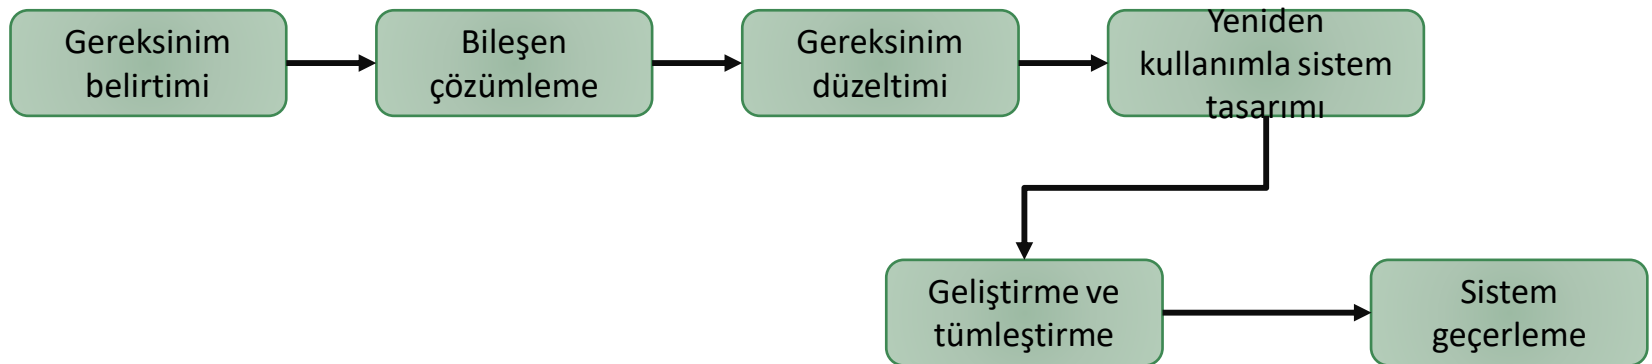 Gereksinim
belirtimi
Bileşen
çözümleme
Gereksinim
düzeltimi
Yeniden
kullanımla sistem
tasarımı
Geliştirme ve
tümleştirme
Sistem
geçerleme